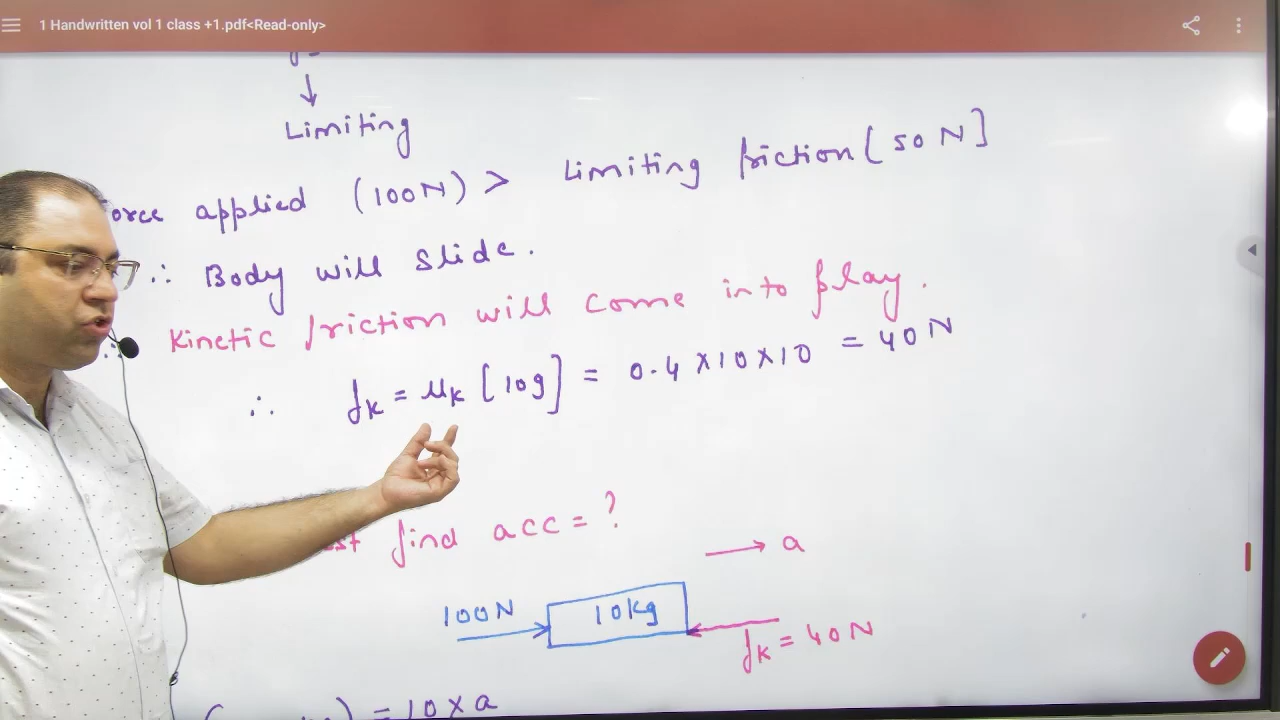 1 Handwritten vol 1 class +1.pdf<Read-only>
Limiting
orce applied (100N) > Limiting friction [50N]
∴ Body will slide.
∴ Kinetic friction will come into play.
∴ fk = μk [10g] = 0.4 × 10 × 10 = 40 N
find acc = ?
→ a
100N 10kg
fk = 40N
) = 10 × a